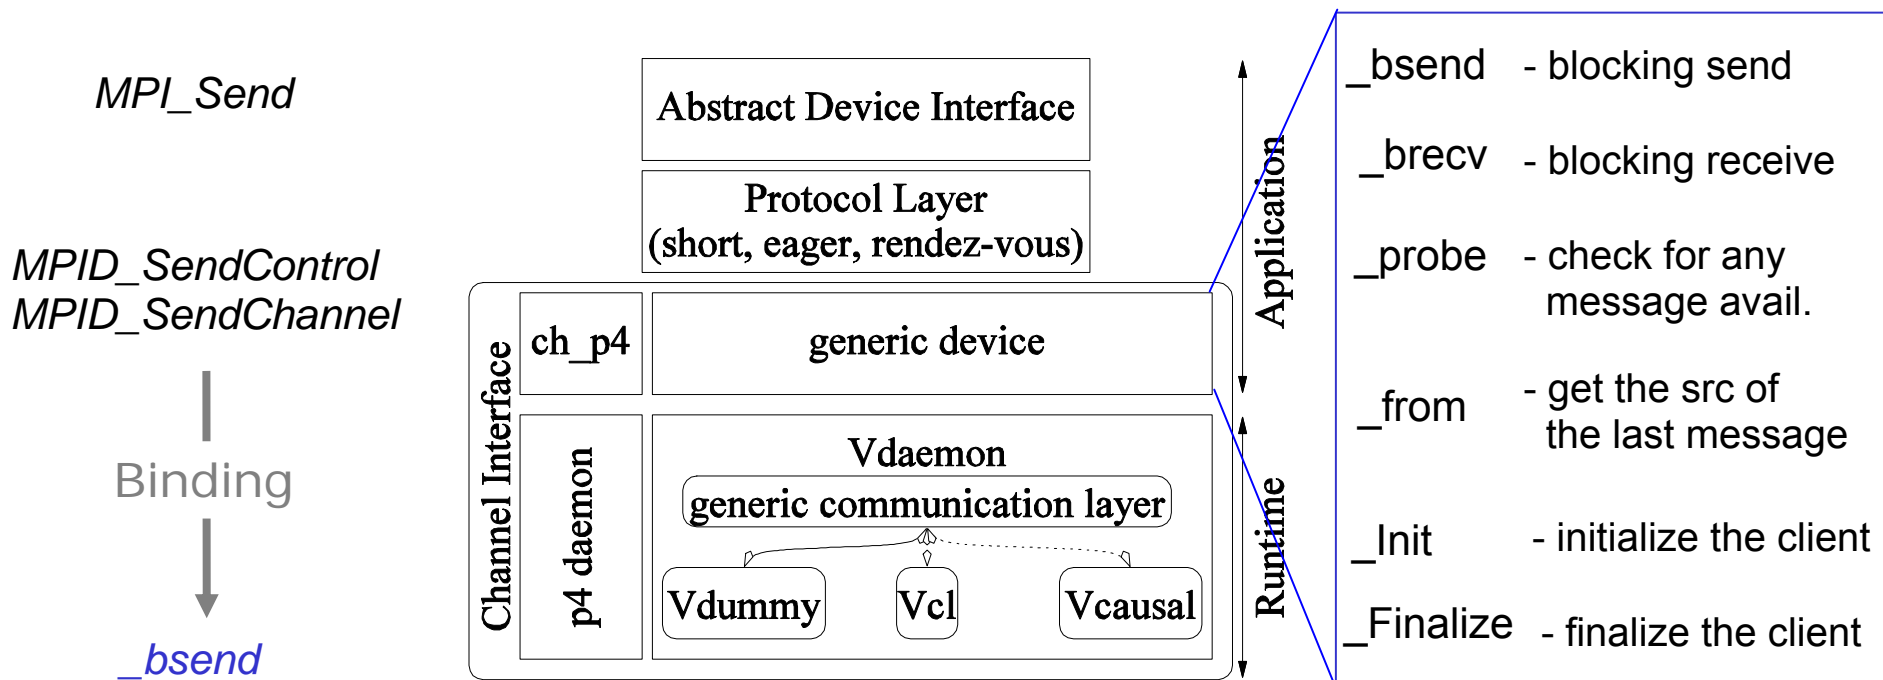 MPI_Send
MPID_SendControl
MPID_SendChannel
Binding
_bsend
Abstract Device Interface
Protocol Layer
(short, eager, rendez-vous)
Channel Interface
ch_p4
generic device
p4 daemon
Vdaemon
generic communication layer
Vdummy
Vcl
Vcausal
Application
Runtime
_bsend - blocking send
_brecv - blocking receive
_probe - check for any
message avail.
_from - get the src of
the last message
_Init - initialize the client
_Finalize - finalize the client